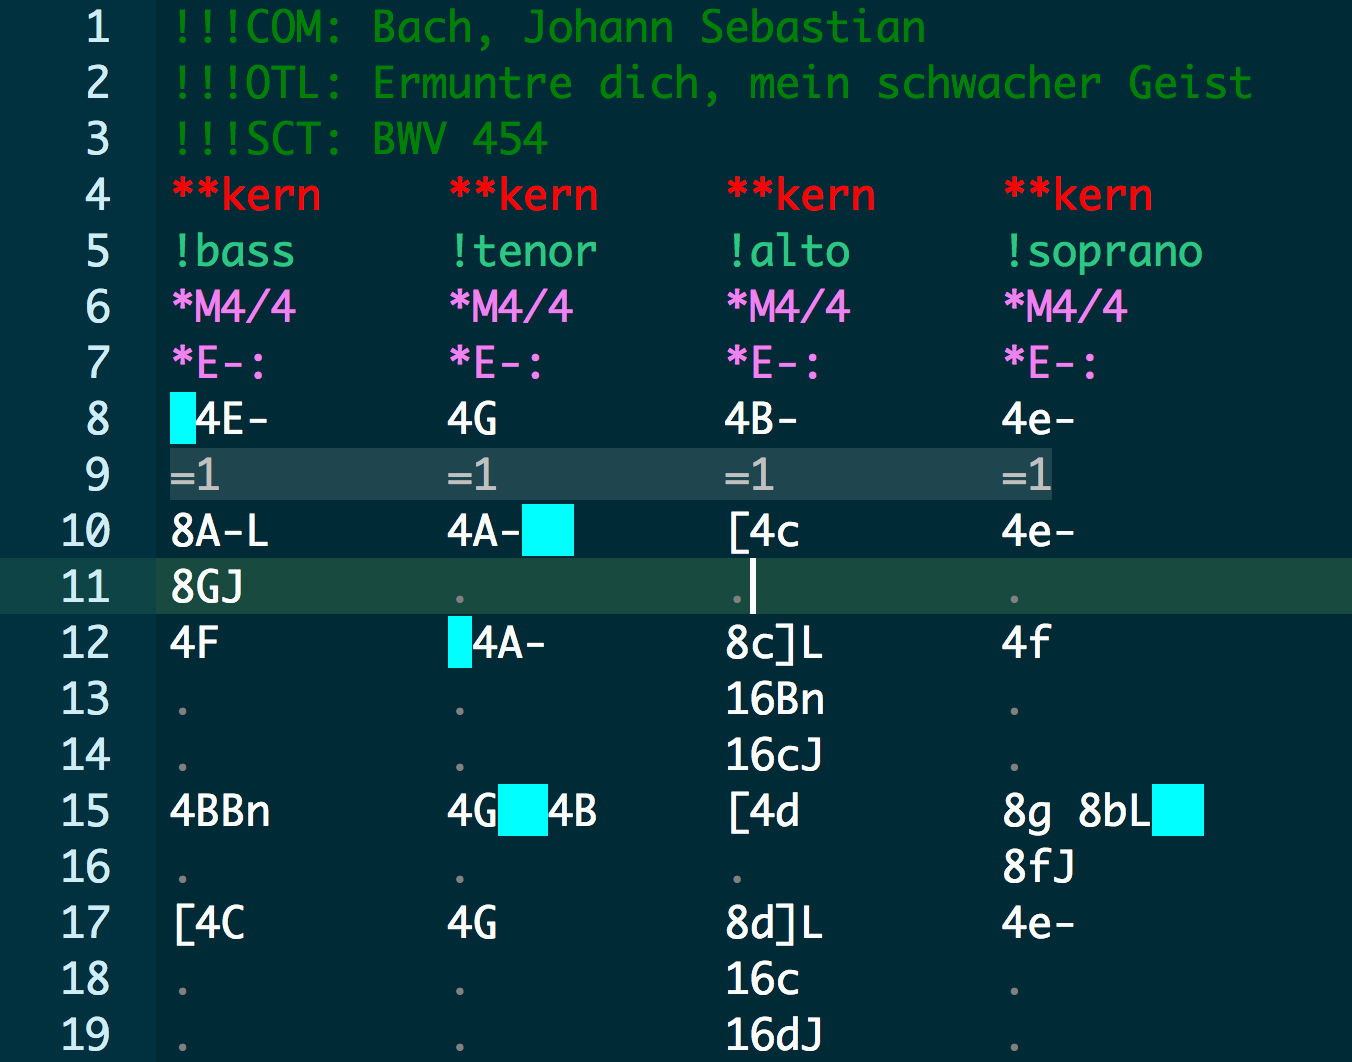 1 !!!COM: Bach, Johann Sebastian
2 !!!OTL: Ermuntre dich, mein schwacher Geist
3 !!!SCT: BWV 454
4 **kern **kern **kern **kern
5 !bass !tenor !alto !soprano
6 *M4/4 *M4/4 *M4/4 *M4/4
7 *E-: *E-: *E-: *E-:
8  4E- 4G 4B- 4e-
9 =1 =1 =1 =1
10 8A-L 4A- [4c 4e-
11 8GJ . . .
12 4F  4A- 8c]L 4f
13 . . 16Bn .
14 . . 16cJ .
15 4BBn 4G  4B [4d 8g 8bL
16 . . . 8fJ
17 [4C 4G 8d]L 4e-
18 . . 16c .
19 . . 16dJ .